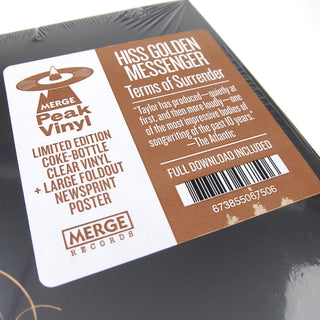 MERGE
Peak
Vinyl
LIMITED EDITION
COKE-BOTTLE
CLEAR VINYL
+ LARGE FOLDOUT
NEWSPRINT
POSTER
MERGE
RECORDS
HISS GOLDEN
MESSENGER
Terms of Surrender
"Taylor has produced—quietly at
first, and then more loudly—one
of the most impressive bodies of
songwriting of the past 10 years."
—The Atlantic
FULL DOWNLOAD INCLUDED
673855067506